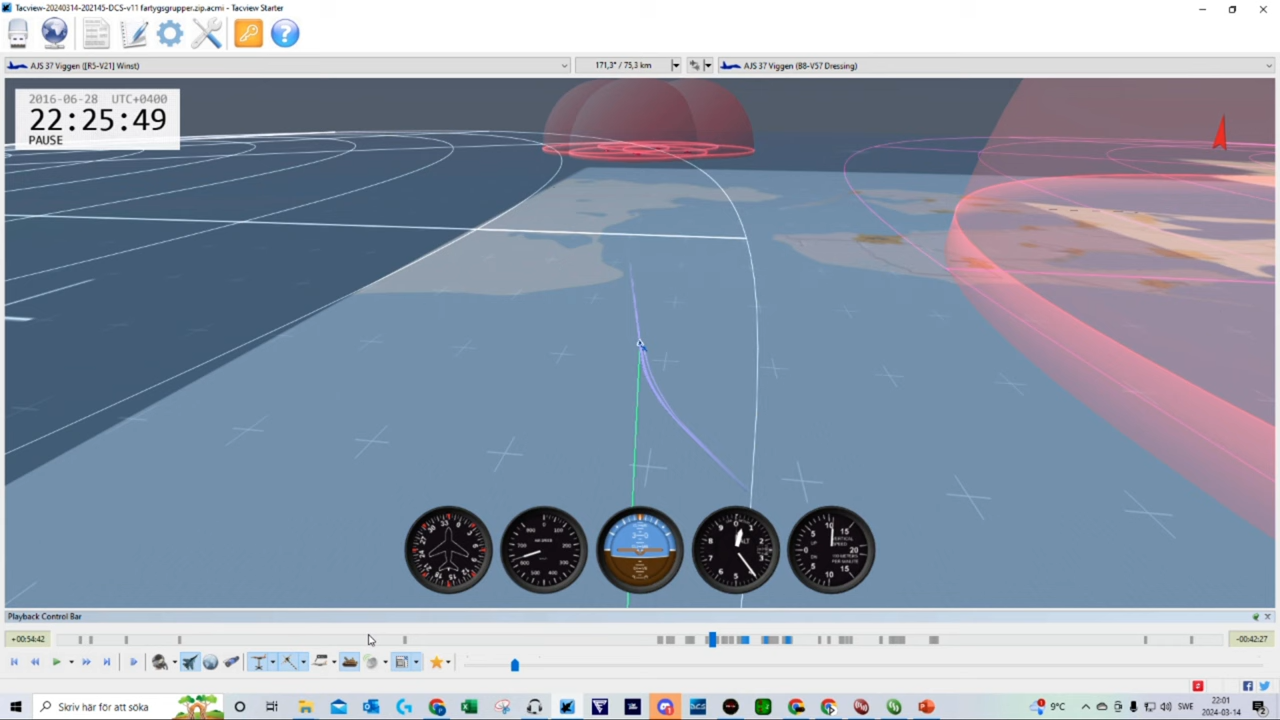 Tacview-20240314-202145-DCS-v11 fartygsgrupper.zip.acmi - Tacview Starter
AJS 37 Viggen ([R5-V21] Winst)
171,3° / 75,3 km
AJS 37 Viggen (B8-V57 Dressing)
2016-06-28 UTC+0400
22:25:49
PAUSE
Playback Control Bar
+00:54:42
-00:42:27
Skriv här för att söka
9°C
SWE
22:01
2024-03-14